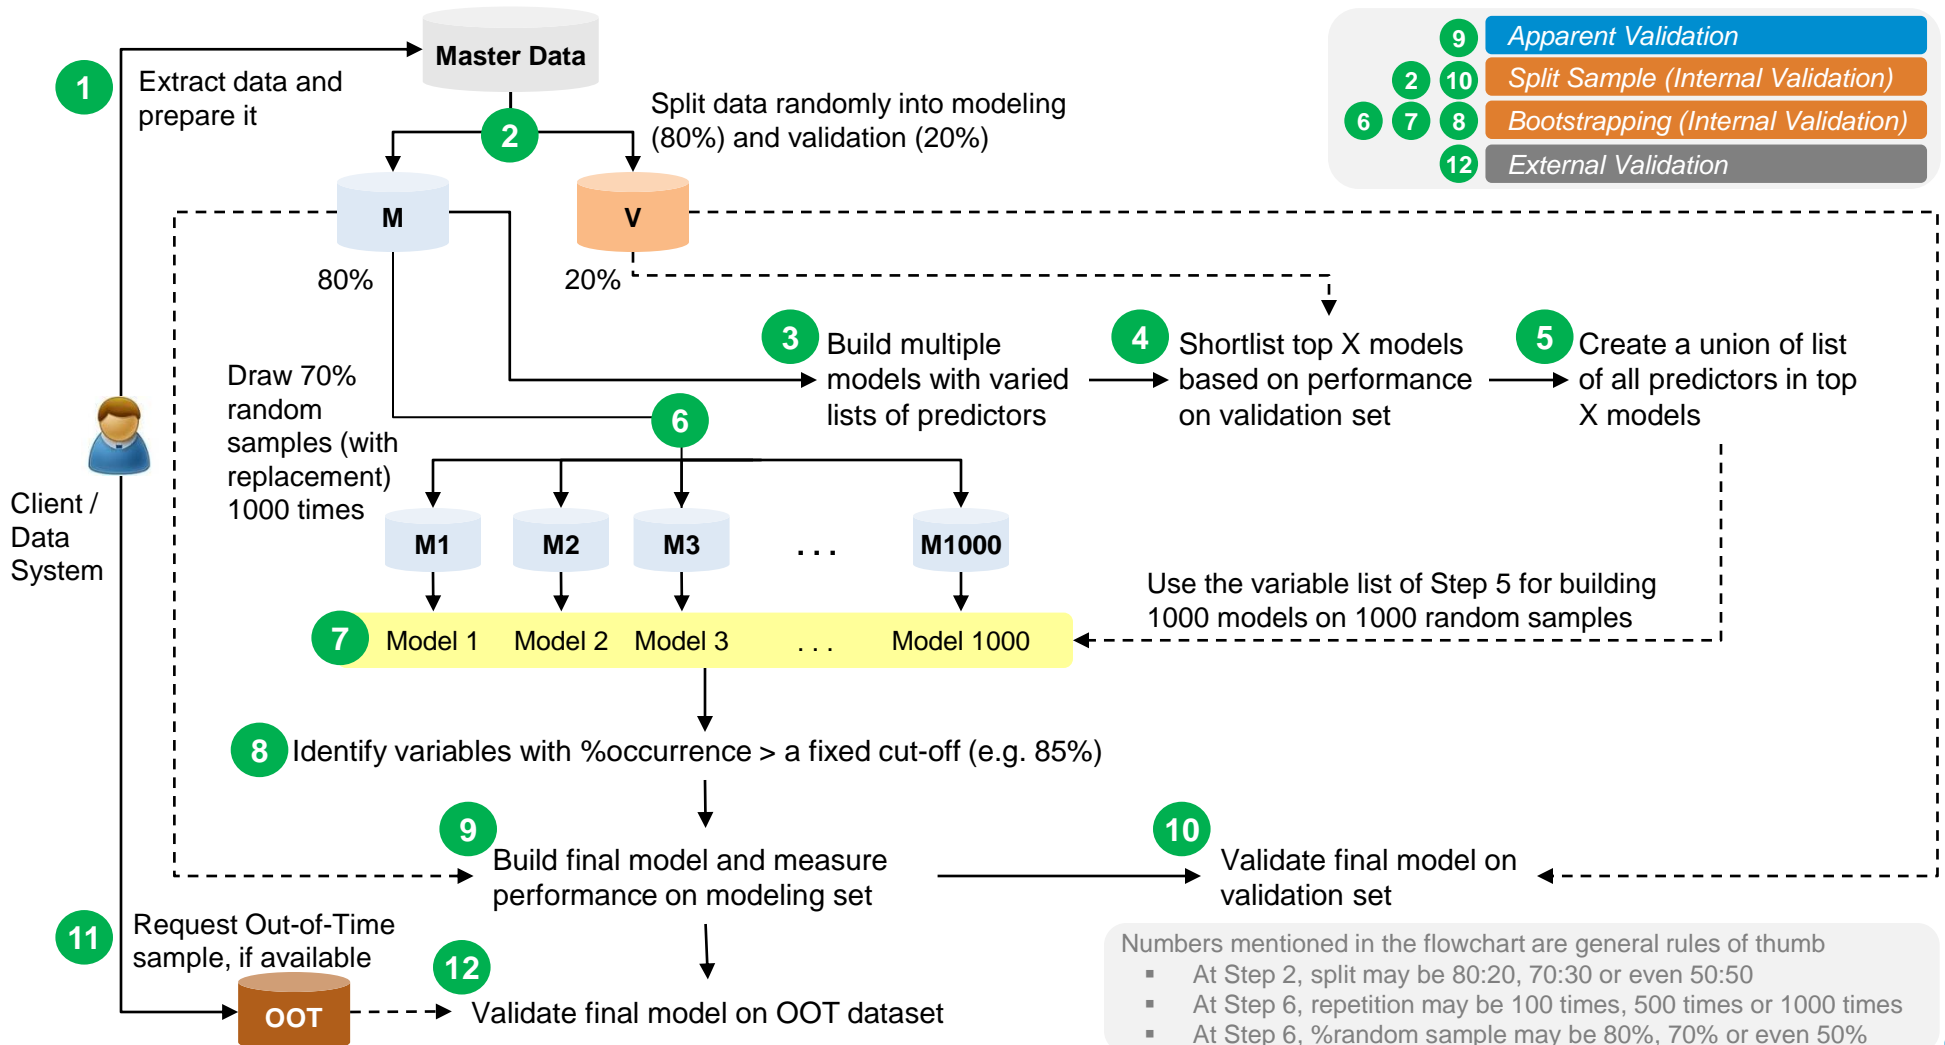 Master Data
1
Extract data and
prepare it
2
Split data randomly into modeling
(80%) and validation (20%)
9 Apparent Validation
2 10 Split Sample (Internal Validation)
6 7 8 Bootstrapping (Internal Validation)
12 External Validation
M
V
80%
20%
3
Build multiple
models with varied
lists of predictors
4
Shortlist top X models
based on performance
on validation set
5
Create a union of list
of all predictors in top
X models
Draw 70%
random
samples (with
replacement)
1000 times
6
Client /
Data
System
M1 M2 M3 . . . M1000
Use the variable list of Step 5 for building
1000 models on 1000 random samples
7 Model 1 Model 2 Model 3 . . . Model 1000
8 Identify variables with %occurrence > a fixed cut-off (e.g. 85%)
9
Build final model and measure
performance on modeling set
10
Validate final model on
validation set
11
Request Out-of-Time
sample, if available
OOT
12
Validate final model on OOT dataset
Numbers mentioned in the flowchart are general rules of thumb
▪ At Step 2, split may be 80:20, 70:30 or even 50:50
▪ At Step 6, repetition may be 100 times, 500 times or 1000 times
▪ At Step 6, %random sample may be 80%, 70% or even 50%